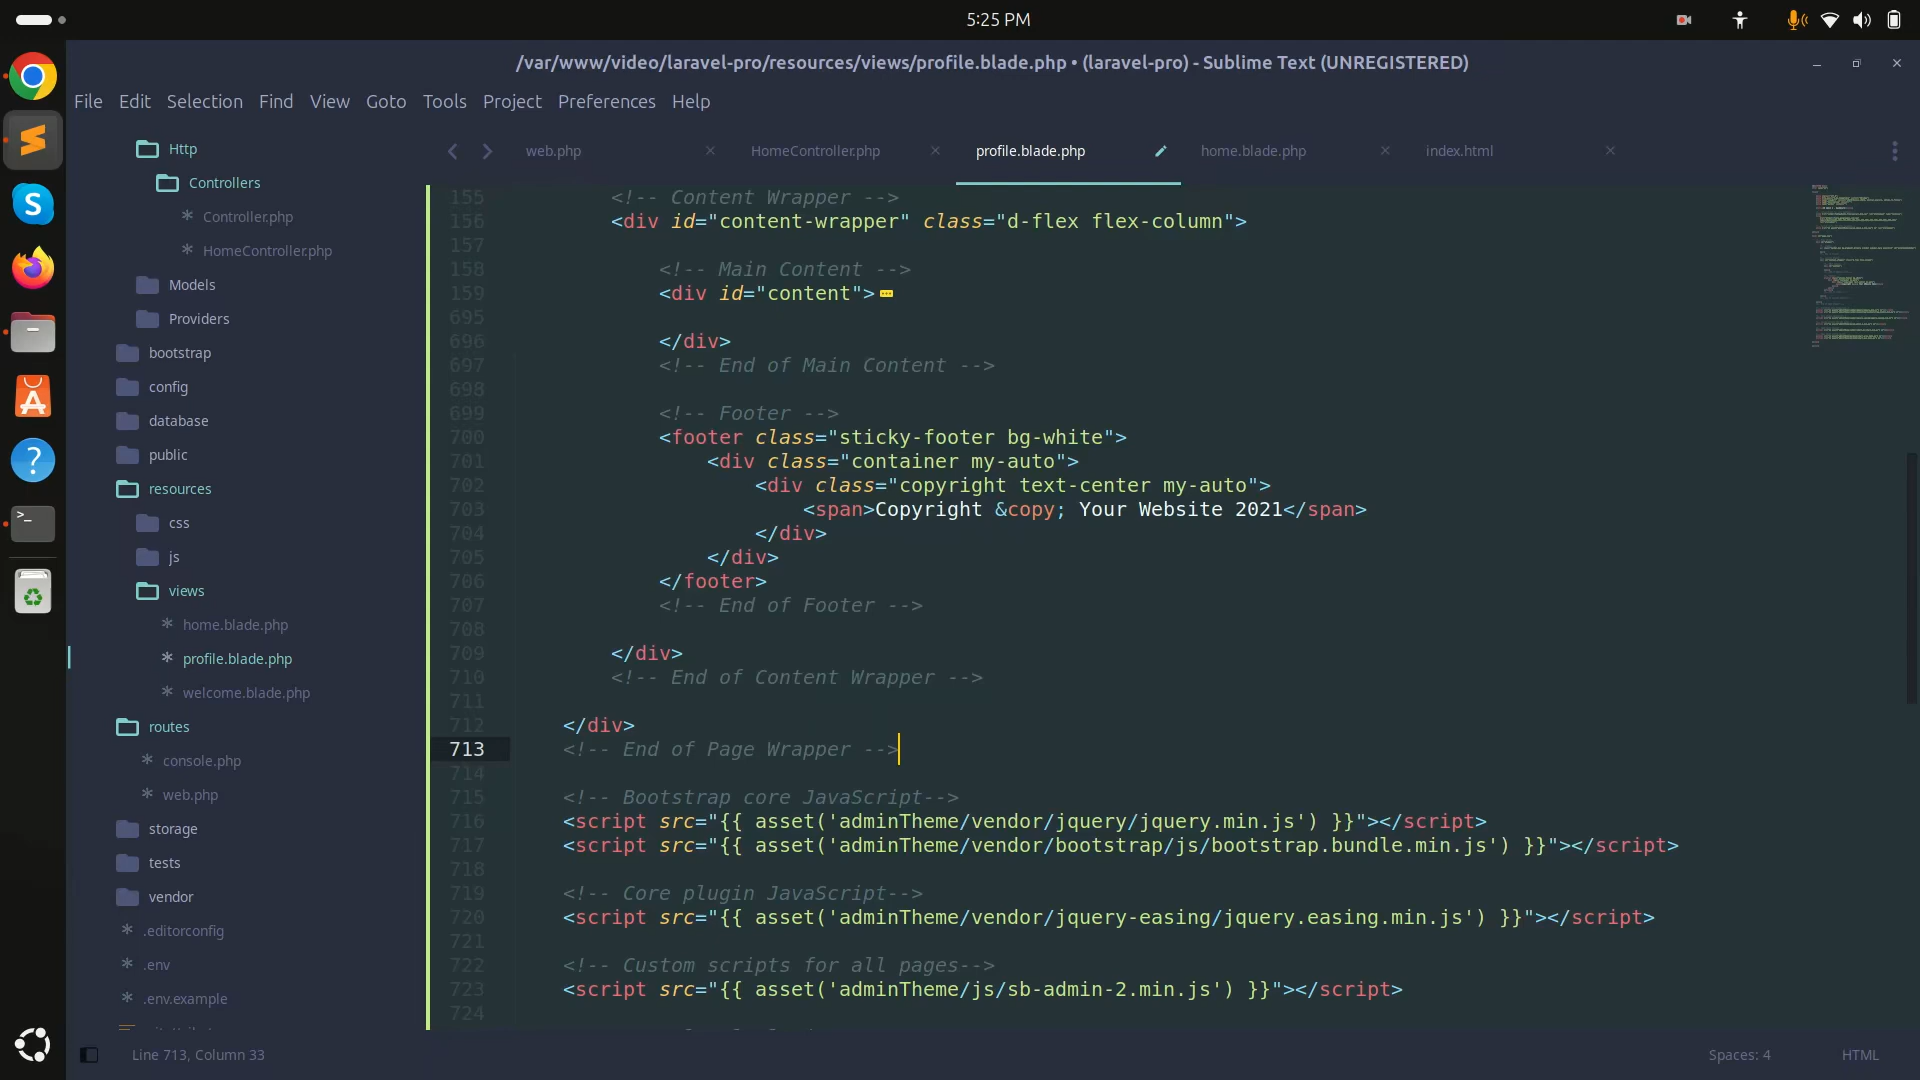 5:25 PM
/var/www/video/laravel-pro/resources/views/profile.blade.php • (laravel-pro) - Sublime Text (UNREGISTERED)
File Edit Selection Find View Goto Tools Project Preferences Help
Http
Controllers
Controller.php
HomeController.php
Models
Providers
bootstrap
config
database
public
resources
css
js
views
home.blade.php
profile.blade.php
welcome.blade.php
routes
console.php
web.php
storage
tests
vendor
.editorconfig
.env
.env.example
web.php HomeController.php profile.blade.php home.blade.php index.html
155 <!-- Content Wrapper -->
156 <div id="content-wrapper" class="d-flex flex-column">
157
158 <!-- Main Content -->
159 <div id="content">
695
696 </div>
697 <!-- End of Main Content -->
698
699 <!-- Footer -->
700 <footer class="sticky-footer bg-white">
701 <div class="container my-auto">
702 <div class="copyright text-center my-auto">
703 <span>Copyright &copy; Your Website 2021</span>
704 </div>
705 </div>
706 </footer>
707 <!-- End of Footer -->
708
709 </div>
710 <!-- End of Content Wrapper -->
711
712 </div>
713 <!-- End of Page Wrapper -->
714
715 <!-- Bootstrap core JavaScript-->
716 <script src="{{ asset('adminTheme/vendor/jquery/jquery.min.js') }}"></script>
717 <script src="{{ asset('adminTheme/vendor/bootstrap/js/bootstrap.bundle.min.js') }}"></script>
718
719 <!-- Core plugin JavaScript-->
720 <script src="{{ asset('adminTheme/vendor/jquery-easing/jquery.easing.min.js') }}"></script>
721
722 <!-- Custom scripts for all pages-->
723 <script src="{{ asset('adminTheme/js/sb-admin-2.min.js') }}"></script>
724
Line 713, Column 33
Spaces: 4
HTML